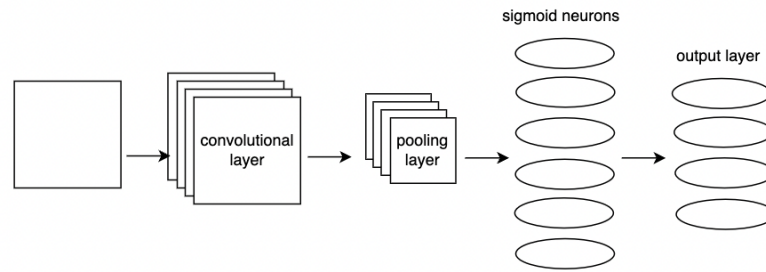 sigmoid neurons
output layer
convolutional
layer
pooling
layer